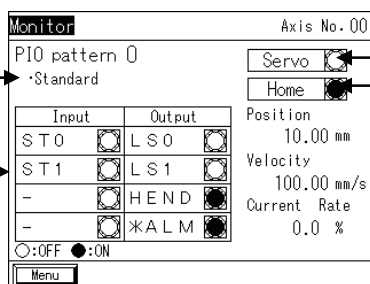 Monitor Axis No.00
PIO pattern 0
·Standard
Servo
Home
Input Output
ST0 LS0
ST1 LS1
- HEND
- *ALM
○:OFF ●:ON
Position
10.00 mm
Velocity
100.00 mm/s
Current Rate
0.0 %
Menu